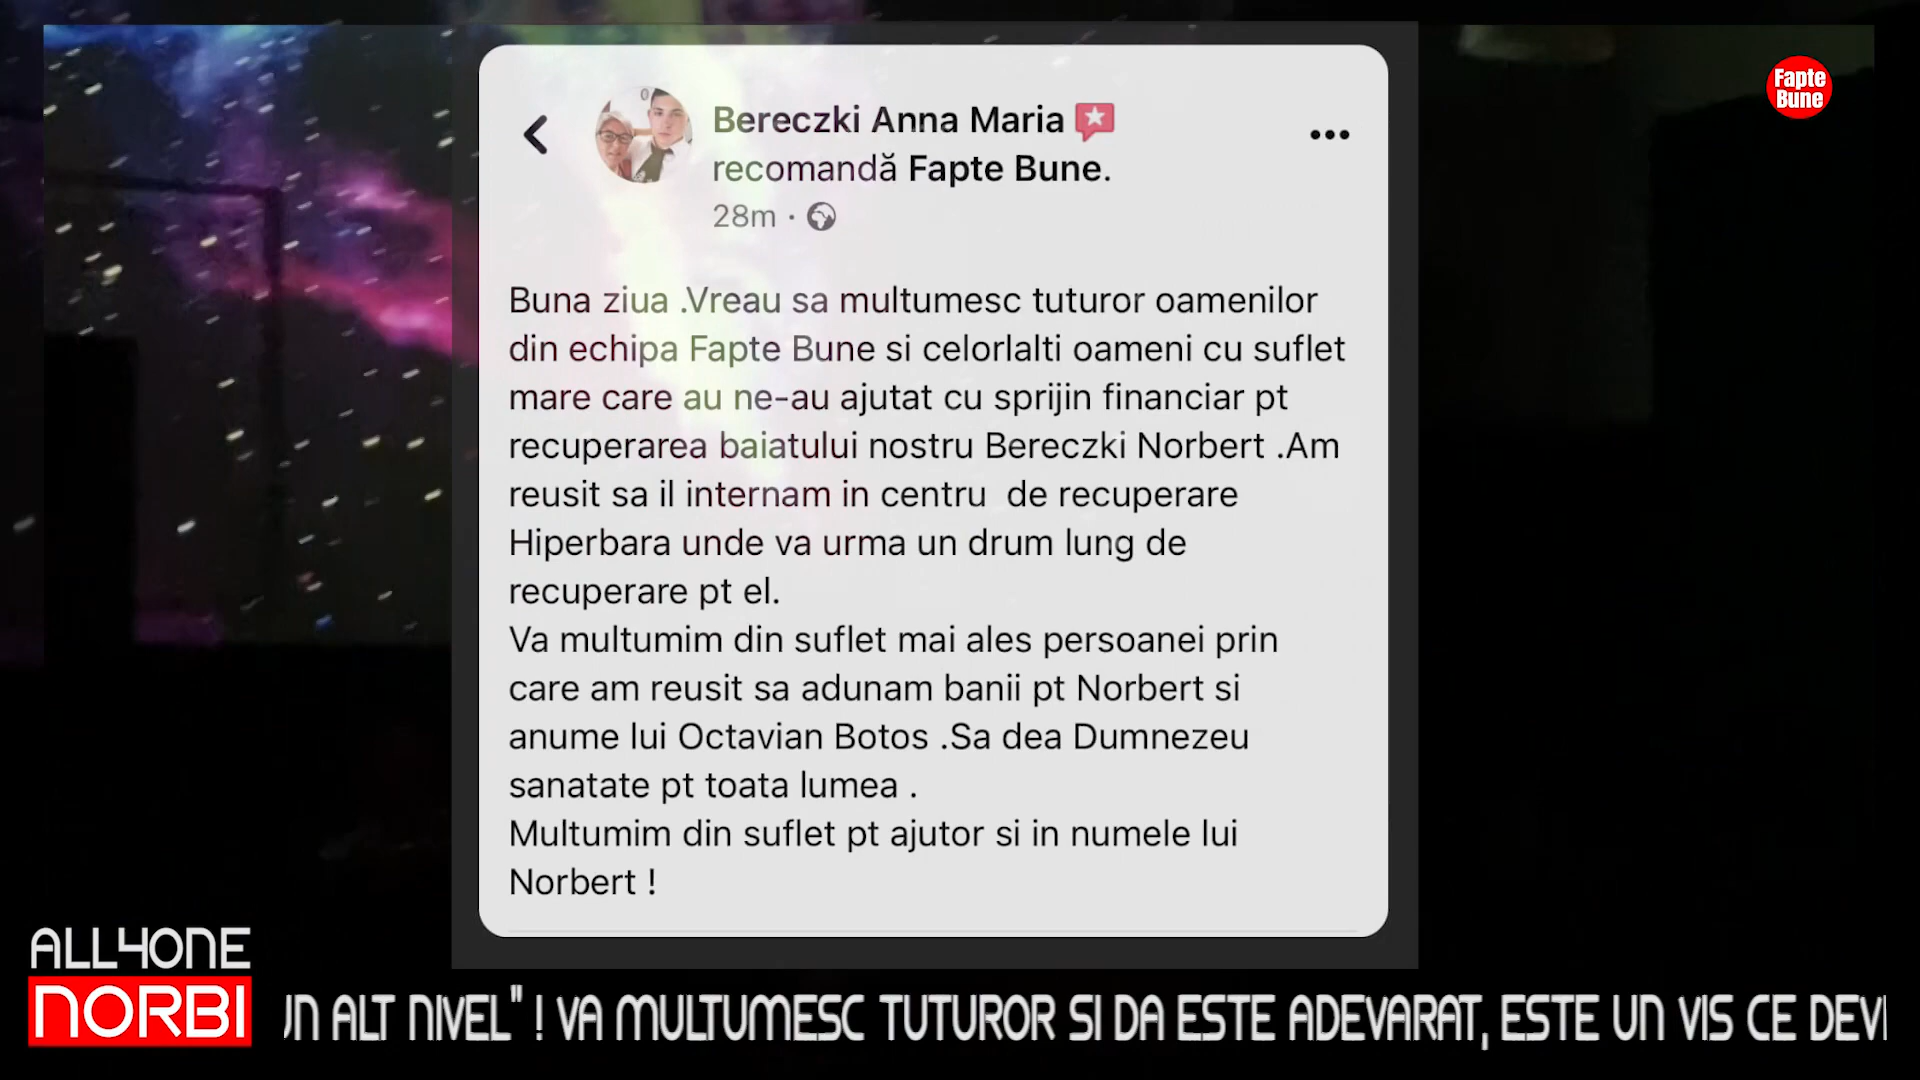 Fapte
Bune
Bereczki Anna Maria
recomandă Fapte Bune.
28m ·
Buna ziua .Vreau sa multumesc tuturor oamenilor
din echipa Fapte Bune si celorlalti oameni cu suflet
mare care au ne-au ajutat cu sprijin financiar pt
recuperarea baiatului nostru Bereczki Norbert .Am
reusit sa il internam in centru  de recuperare
Hiperbara unde va urma un drum lung de
recuperare pt el.
Va multumim din suflet mai ales persoanei prin
care am reusit sa adunam banii pt Norbert si
anume lui Octavian Botos .Sa dea Dumnezeu
sanatate pt toata lumea .
Multumim din suflet pt ajutor si in numele lui
Norbert !
ALL4ONE
NORBI
UN ALT NIVEL" ! VA MULTUMESC TUTUROR SI DA ESTE ADEVARAT, ESTE UN VIS CE DEVI